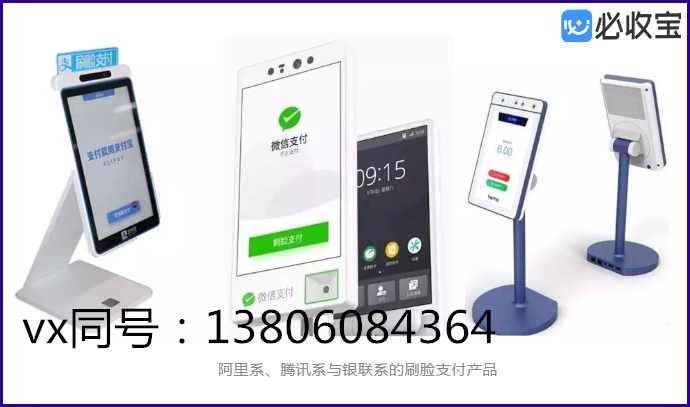 必收宝
支 刷脸支付
支付就用支付宝
ALIPAY
微信支付
刷脸支付
微信支付
09:15
6.00
vx同号：13806084364
阿里系、腾讯系与银联系的刷脸支付产品